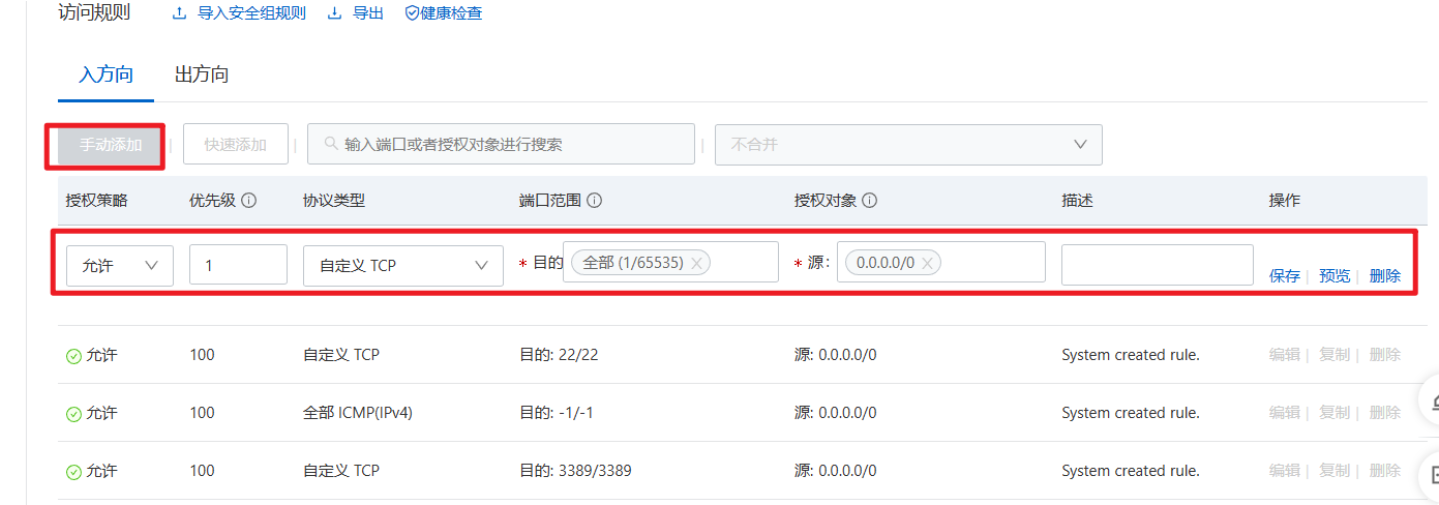 访问规则 导入安全组规则 导出 健康检查
入方向 出方向
手动添加 | 快速添加 | 输入端口或者授权对象进行搜索 | 不合并
授权策略 优先级 协议类型 端口范围 授权对象 描述 操作
允许 1 自定义 TCP * 目的 全部 (1/65535) * 源: 0.0.0.0/0 保存 | 预览 | 删除
允许 100 自定义 TCP 目的: 22/22 源: 0.0.0.0/0 System created rule. 编辑 | 复制 | 删除
允许 100 全部 ICMP(IPv4) 目的: -1/-1 源: 0.0.0.0/0 System created rule. 编辑 | 复制 | 删除
允许 100 自定义 TCP 目的: 3389/3389 源: 0.0.0.0/0 System created rule. 编辑 | 复制 | 删除